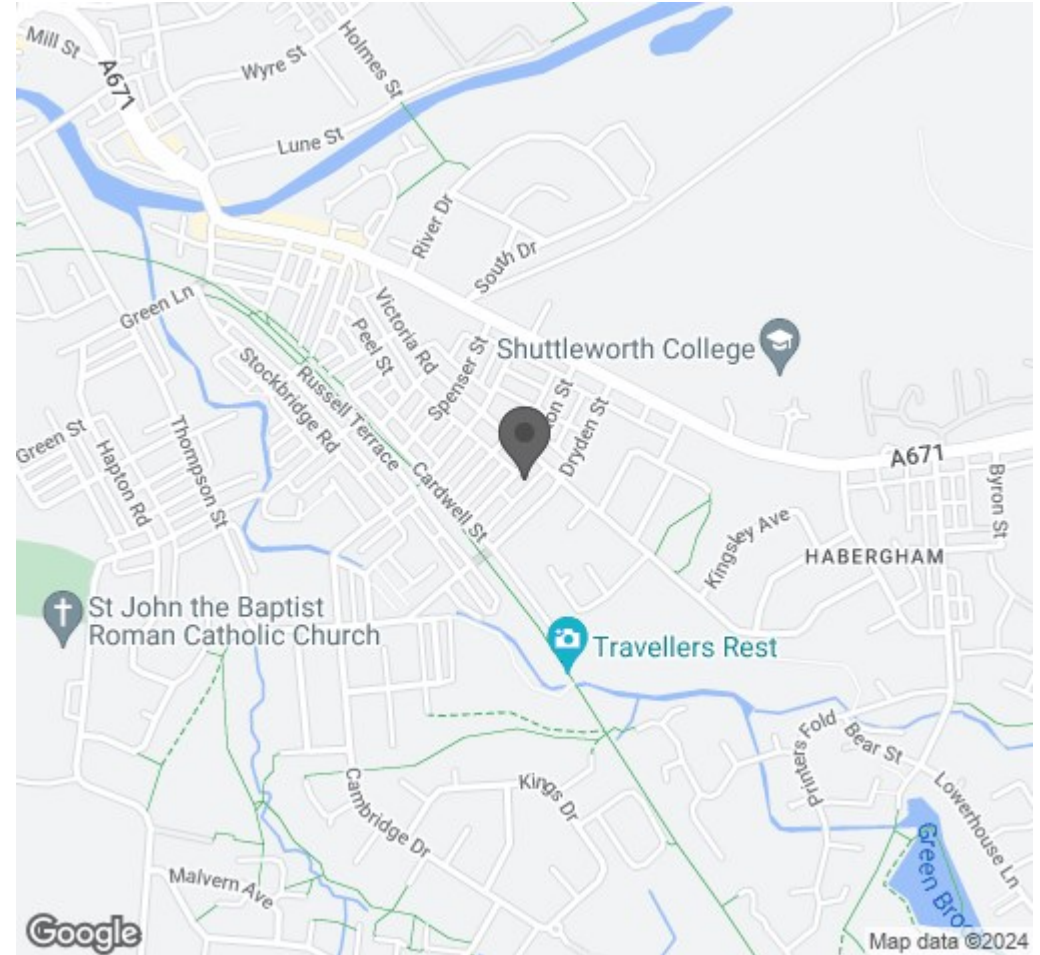 Mill St
A671
Wyre St
Holmes St
Lune St
River Dr
South Dr
Green Ln
Victoria Rd
Peel St
Spenser St
Shuttleworth College
Stockbridge Rd
Russell Terrace
Dryden St
Green St
Hapton Rd
Thompson St
Cardwell St
A671
Byron St
Kingsley Ave
HABERGHAM
St John the Baptist
Roman Catholic Church
Travellers Rest
Printers Fold
Bear St
Cambridge Dr
Kings Dr
Lowerhouse Ln
Green Bro
Malvern Ave
Google
Map data ©2024